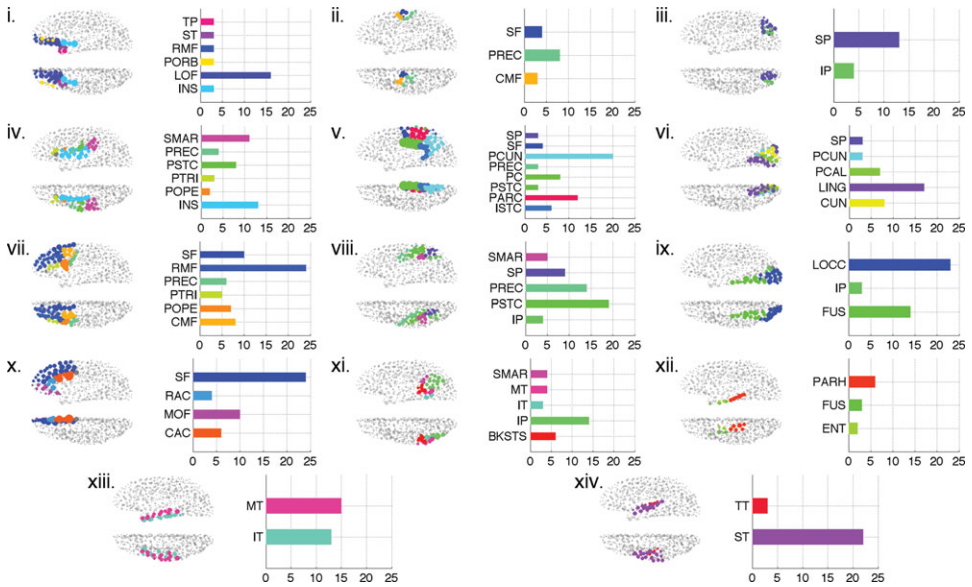 i.
TP
ST
RMF
PORB
LOF
INS
0 5 10 15 20 25
ii.
SF
PREC
CMF
0 5 10 15 20 25
iii.
SP
IP
0 5 10 15 20 25
iv.
SMAR
PREC
PSTC
PTRI
POPE
INS
0 5 10 15 20 25
v.
SP
SF
PCUN
PREC
PC
PSTC
PARC
ISTC
0 5 10 15 20 25
vi.
SP
PCUN
PCAL
LING
CUN
0 5 10 15 20 25
vii.
SF
RMF
PREC
PTRI
POPE
CMF
0 5 10 15 20 25
viii.
SMAR
SP
PREC
PSTC
IP
0 5 10 15 20 25
ix.
LOCC
IP
FUS
0 5 10 15 20 25
x.
SF
RAC
MOF
CAC
0 5 10 15 20 25
xi.
SMAR
MT
IT
IP
BKSTS
0 5 10 15 20 25
xii.
PARH
FUS
ENT
0 5 10 15 20 25
xiii.
MT
IT
0 5 10 15 20 25
xiv.
TT
ST
0 5 10 15 20 25